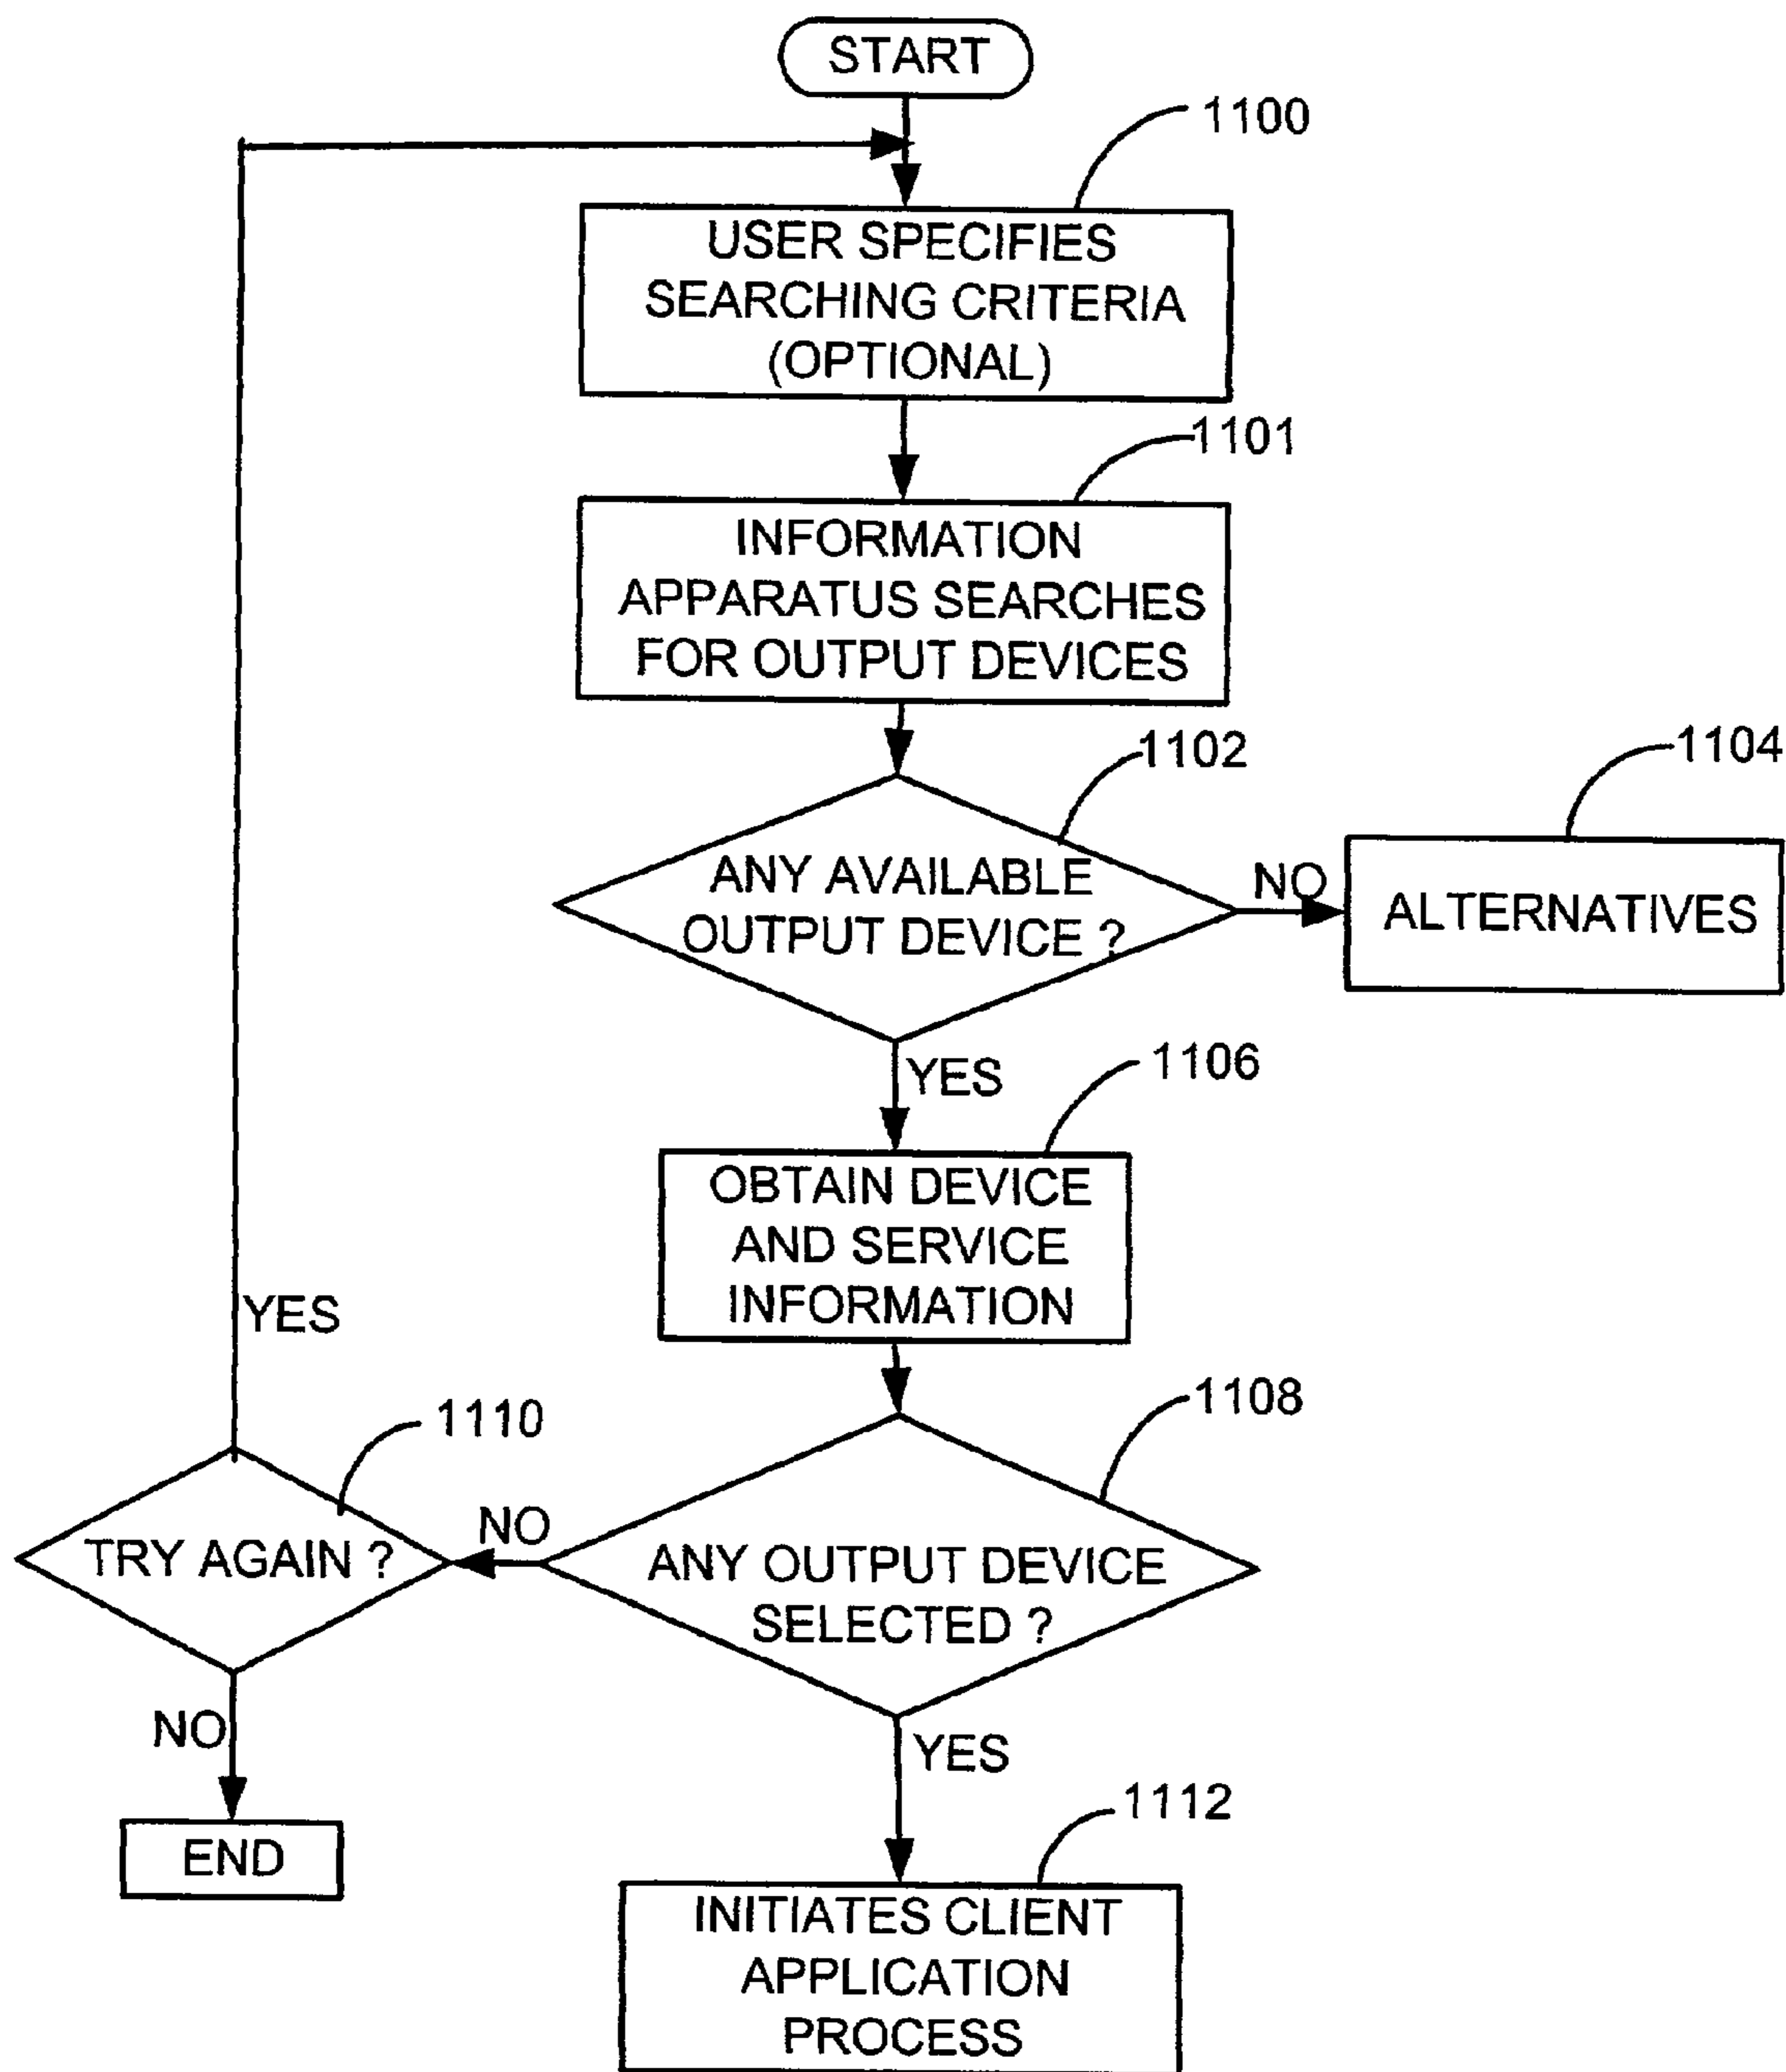 START
1100
USER SPECIFIES
SEARCHING CRITERIA
(OPTIONAL)
1101
INFORMATION
APPARATUS SEARCHES
FOR OUTPUT DEVICES
1102
1104
ANY AVAILABLE
OUTPUT DEVICE ?
NO
ALTERNATIVES
YES
1106
OBTAIN DEVICE
AND SERVICE
INFORMATION
YES
1108
1110
ANY OUTPUT DEVICE
SELECTED ?
NO
TRY AGAIN ?
NO
END
YES
1112
INITIATES CLIENT
APPLICATION
PROCESS